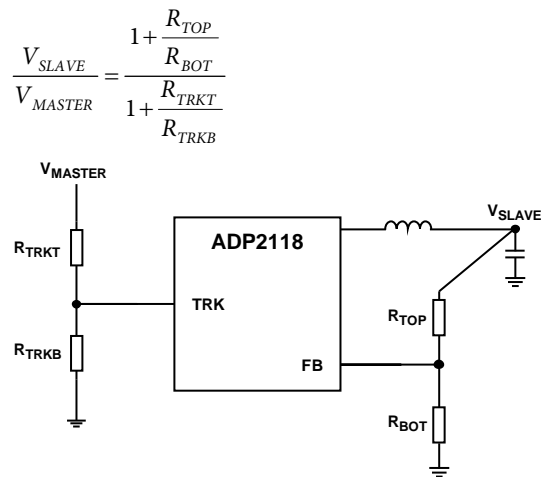 V_SLAVE / V_MASTER = (1 + R_TOP / R_BOT) / (1 + R_TRKT / R_TRKB)
V_MASTER
R_TRKT
R_TRKB
ADP2118
TRK
FB
V_SLAVE
R_TOP
R_BOT